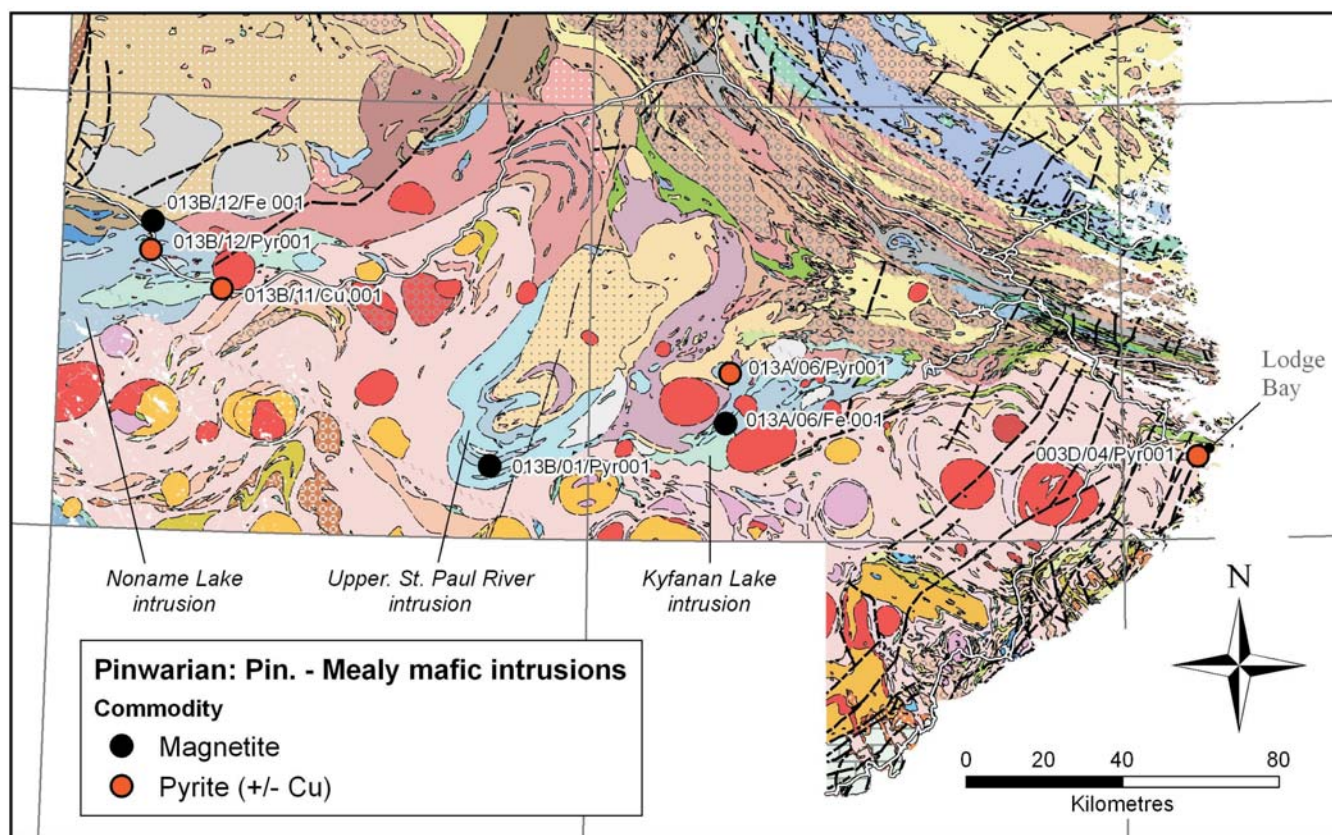 013B/12/Fe 001
013B/12/Pyr001
013B/11/Cu 001
013A/06/Pyr001
013A/06/Fe 001
013B/01/Pyr001
003D/04/Pyr001
Lodge
Bay
Noname Lake
intrusion
Upper. St. Paul River
intrusion
Kyfanan Lake
intrusion
N
Pinwarian: Pin. - Mealy mafic intrusions
Commodity
Magnetite
Pyrite (+/- Cu)
0 20 40 80
Kilometres